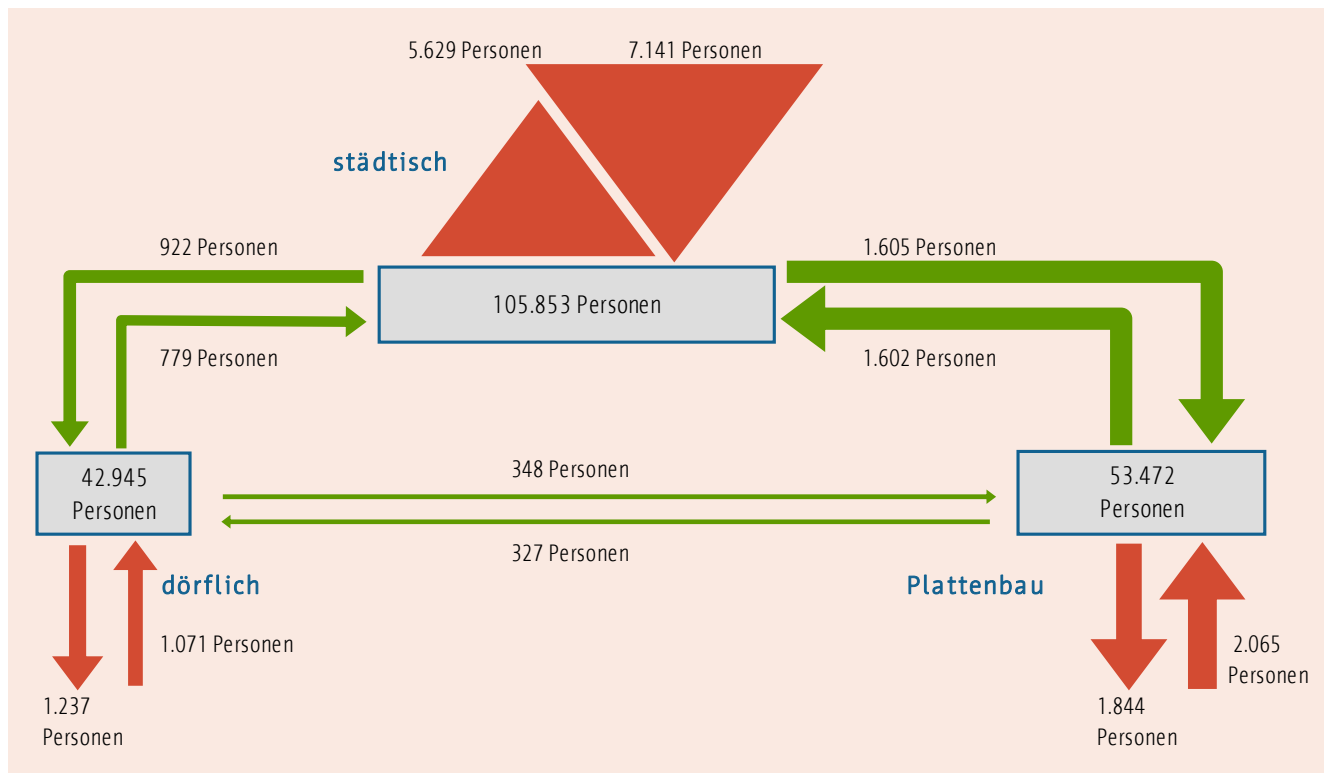 5.629 Personen
7.141 Personen
städtisch
922 Personen
1.605 Personen
105.853 Personen
779 Personen
1.602 Personen
42.945
Personen
348 Personen
53.472
Personen
327 Personen
dörflich
Plattenbau
1.071 Personen
2.065
Personen
1.237
Personen
1.844
Personen